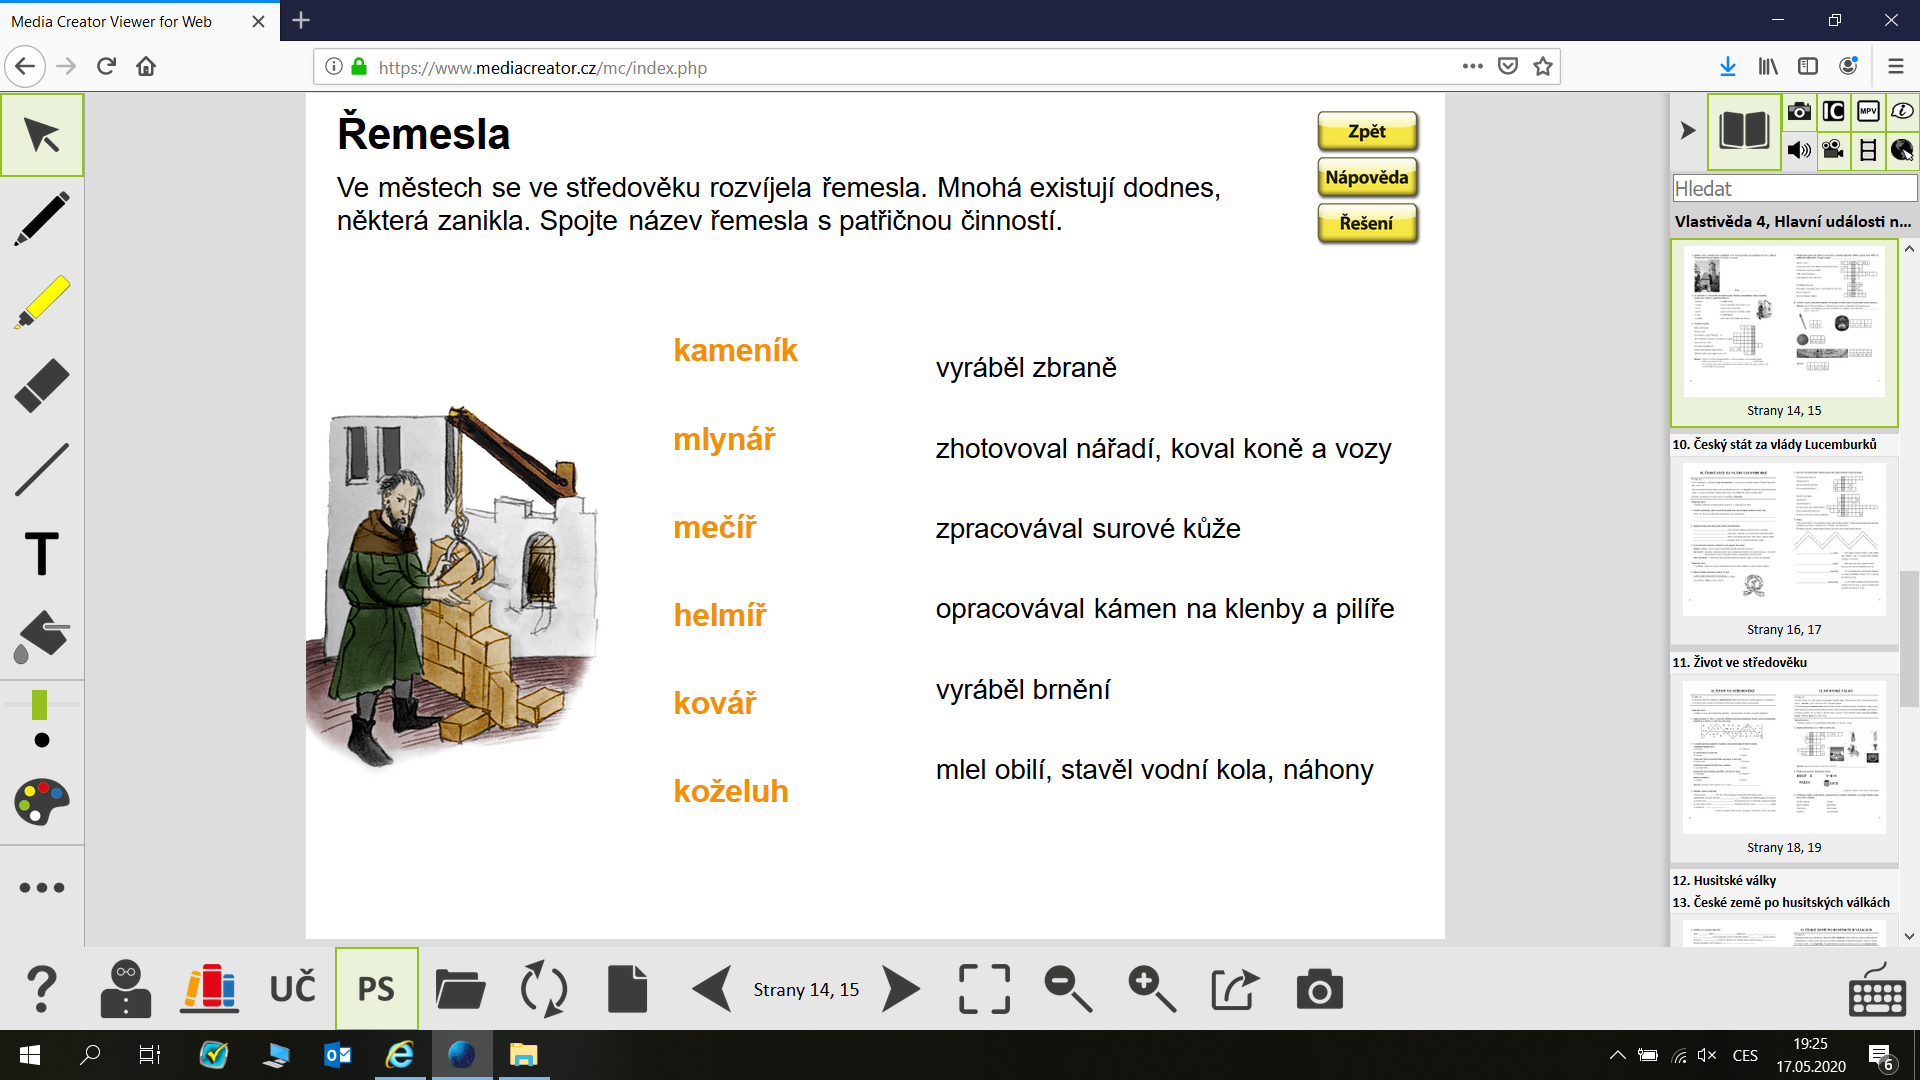 Media Creator Viewer for Web
https://www.mediacreator.cz/mc/index.php
Řemesla
Ve městech se ve středověku rozvíjela řemesla. Mnohá existují dodnes,
některá zanikla. Spojte název řemesla s patřičnou činností.
Zpět
Nápověda
Řešení
kameník
mlynář
mečíř
helmíř
kovář
koželuh
vyráběl zbraně
zhotovoval nářadí, koval koně a vozy
zpracovával surové kůže
opracovával kámen na klenby a pilíře
vyráběl brnění
mlel obilí, stavěl vodní kola, náhony
MPV
Hledat
Vlastivěda 4, Hlavní události n...
Strany 14, 15
10. Český stát za vlády Lucemburků
Strany 16, 17
11. Život ve středověku
Strany 18, 19
12. Husitské války
13. České země po husitských válkách
T
UČ
PS
Strany 14, 15
CES
19:25
17.05.2020
6